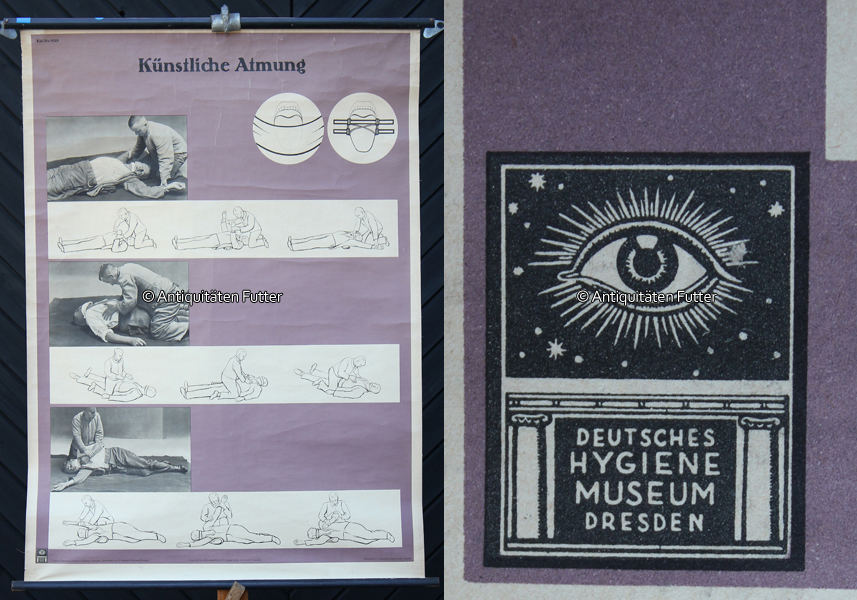 Künstliche Atmung
© Antiquitäten Futter
© Antiquitäten Futter
DEUTSCHES
HYGIENE
MUSEUM
DRESDEN